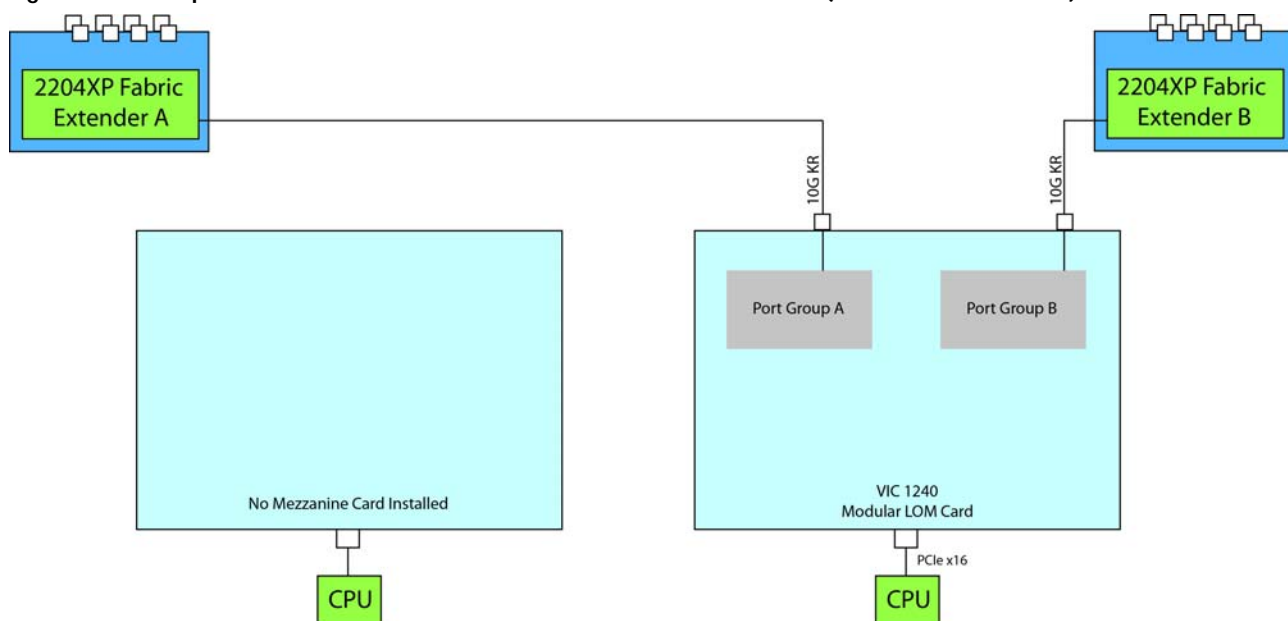 2204XP Fabric
Extender A
2204XP Fabric
Extender B
10G KR
10G KR
Port Group A
Port Group B
No Mezzanine Card Installed
VIC 1240
Modular LOM Card
PCIe x16
CPU
CPU